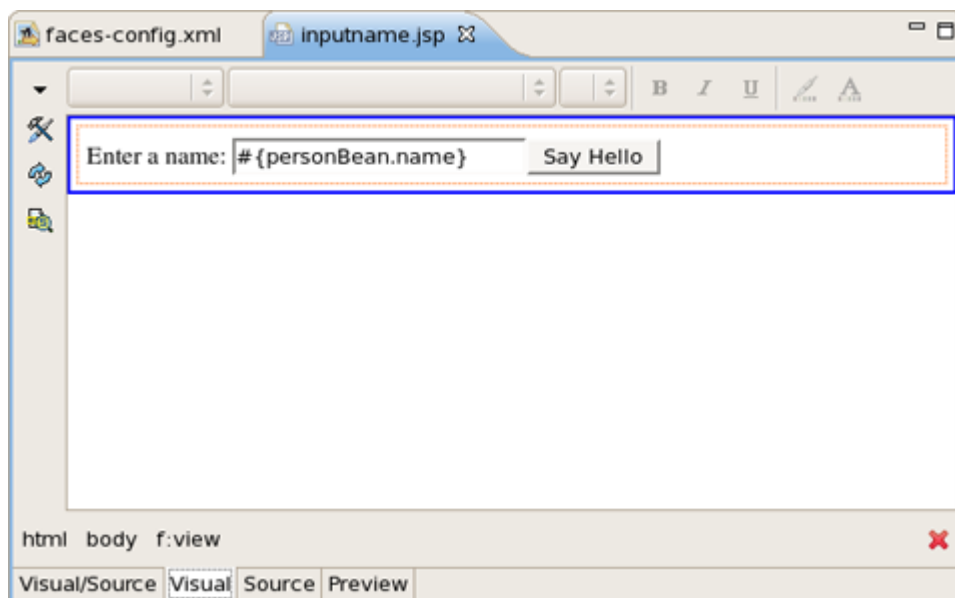 faces-config.xml inputname.jsp
B I U A
Enter a name: #{personBean.name} Say Hello
html body f:view
Visual/Source Visual Source Preview